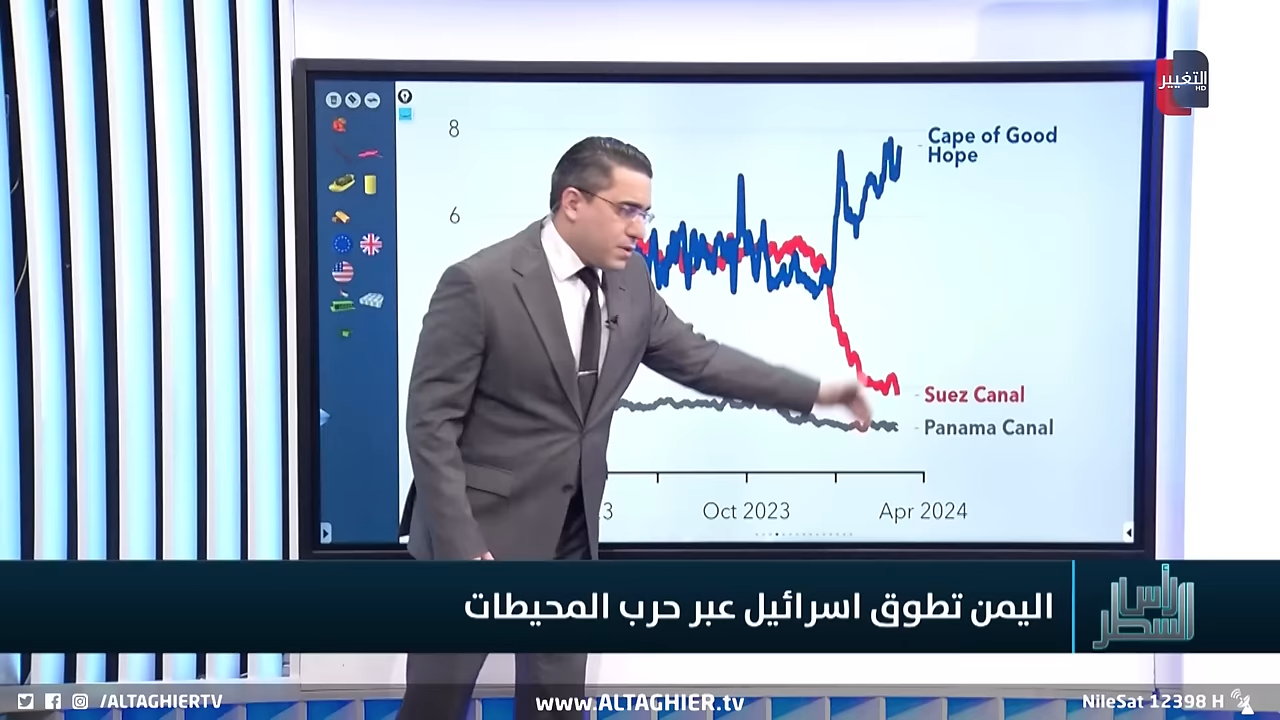 التغيير
HD
8
Cape of Good
Hope
6
Suez Canal
Panama Canal
Oct 2023
Apr 2024
اليمن تطوق اسرائيل عبر حرب المحيطات
رأس
السطر
/ALTAGHIERTV
www.ALTAGHIER.tv
NileSat 12398 H